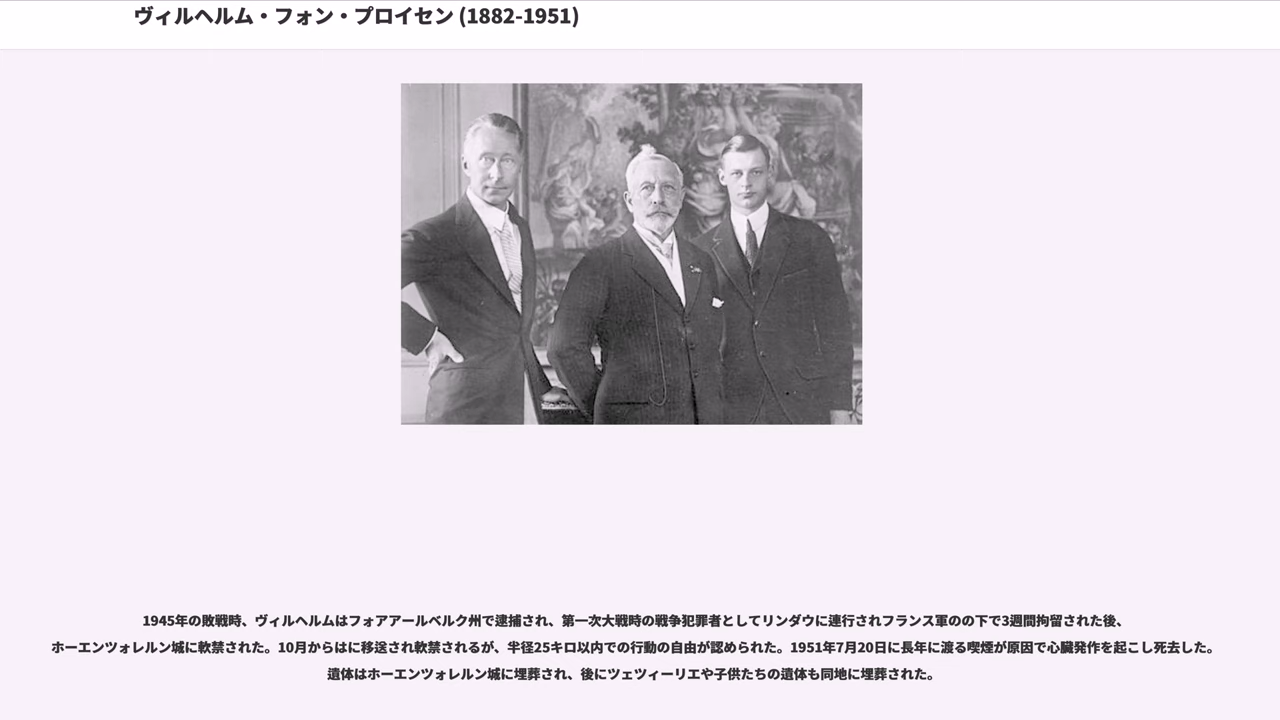 ヴィルヘルム・フォン・プロイセン (1882-1951)
1945年の敗戦時、ヴィルヘルムはフォアアールベルク州で逮捕され、第一次大戦時の戦争犯罪者としてリンダウに連行されフランス軍のの下で3週間拘留された後、
ホーエンツォレルン城に軟禁された。10月からはに移送され軟禁されるが、半径25キロ以内での行動の自由が認められた。1951年7月20日に長年に渡る喫煙が原因で心臓発作を起こし死去した。
遺体はホーエンツォレルン城に埋葬され、後にツェツィーリエや子供たちの遺体も同地に埋葬された。